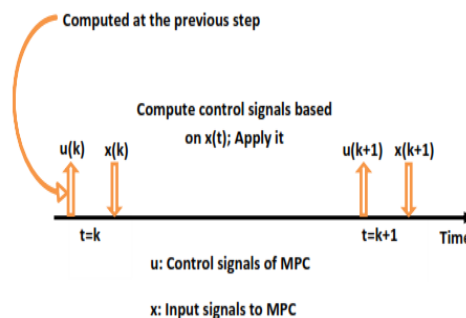 Computed at the previous step
Compute control signals based
on x(t); Apply it
u(k) x(k) u(k+1) x(k+1)
t=k t=k+1 Time
u: Control signals of MPC
x: Input signals to MPC